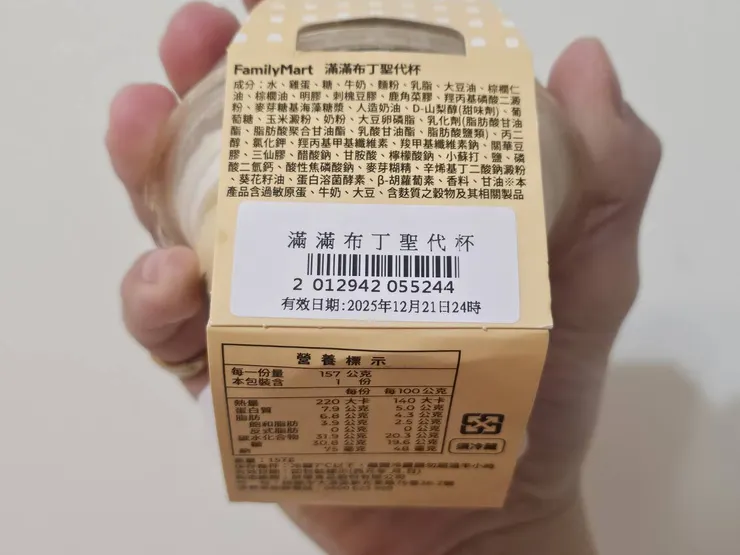 FamilyMart 滿滿布丁聖代杯
成分：水、雞蛋、糖、牛奶、麵粉、乳脂、大豆油、棕櫚仁
油、棕櫚油、明膠、刺槐豆膠、鹿角菜膠、羥丙基磷酸二澱
粉、麥芽糖基海藻糖漿、人造奶油、D-山梨醇(甜味劑)、葡
萄糖、玉米澱粉、奶粉、大豆卵磷脂、乳化劑(脂肪酸甘油
酯、脂肪酸聚合甘油酯、乳酸甘油酯、脂肪酸鹽類)、丙二
醇、氯化鉀、羥丙基甲基纖維素、羧甲基纖維素鈉、關華豆
膠、三仙膠、醋酸鈉、甘胺酸、檸檬酸鈉、小蘇打、鹽、磷
酸二氫鈣、酸性焦磷酸鈉、麥芽糊精、辛烯基丁二酸鈉澱粉
、葵花籽油、蛋白溶菌酵素、β-胡蘿蔔素、香料、甘油※本
產品含過敏原蛋、牛奶、大豆、含麩質之穀物及其相關製品
滿滿布丁聖代杯
2 012942 055244
有效日期:2025年12月21日24時
營養標示
每一份量 157 公克
本包裝含 1 份
每份 每100公克
熱量 220 大卡 140 大卡
蛋白質 7.9 公克 5.0 公克
脂肪 6.8 公克 4.3 公克
飽和脂肪 3.9 公克 2.5 公克
反式脂肪 0 公克 0 公克
碳水化合物 31.9 公克 20.3 公克
糖 30.8 公克 19.6 公克
鈉 75 毫克 48 毫克
需冷藏